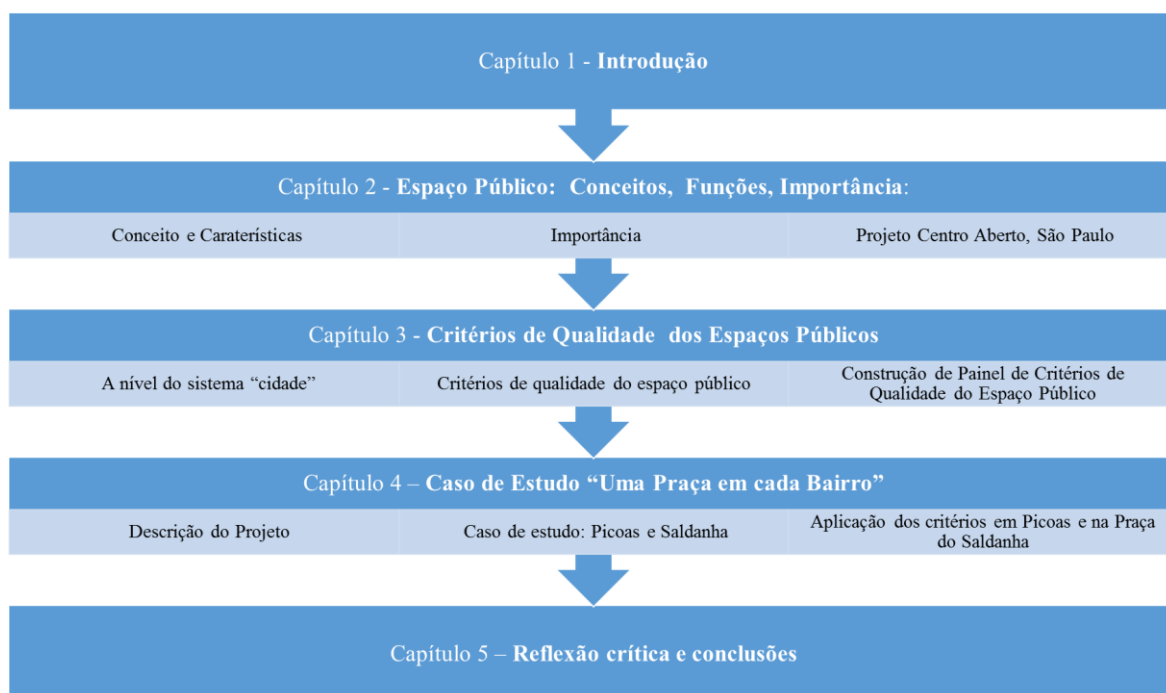 Capítulo 1 - Introdução
Capítulo 2 - Espaço Público: Conceitos, Funções, Importância:
Conceito e Caraterísticas
Importância
Projeto Centro Aberto, São Paulo
Capítulo 3 - Critérios de Qualidade dos Espaços Públicos
A nível do sistema “cidade”
Critérios de qualidade do espaço público
Construção de Painel de Critérios de
Qualidade do Espaço Público
Capítulo 4 – Caso de Estudo “Uma Praça em cada Bairro”
Descrição do Projeto
Caso de estudo: Picoas e Saldanha
Aplicação dos critérios em Picoas e na Praça
do Saldanha
Capítulo 5 – Reflexão crítica e conclusões